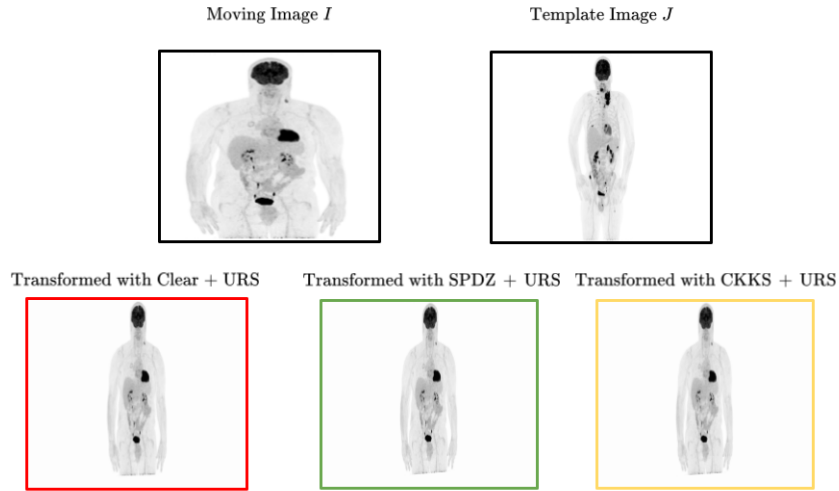 Moving Image I
Template Image J
Transformed with Clear + URS
Transformed with SPDZ + URS
Transformed with CKKS + URS